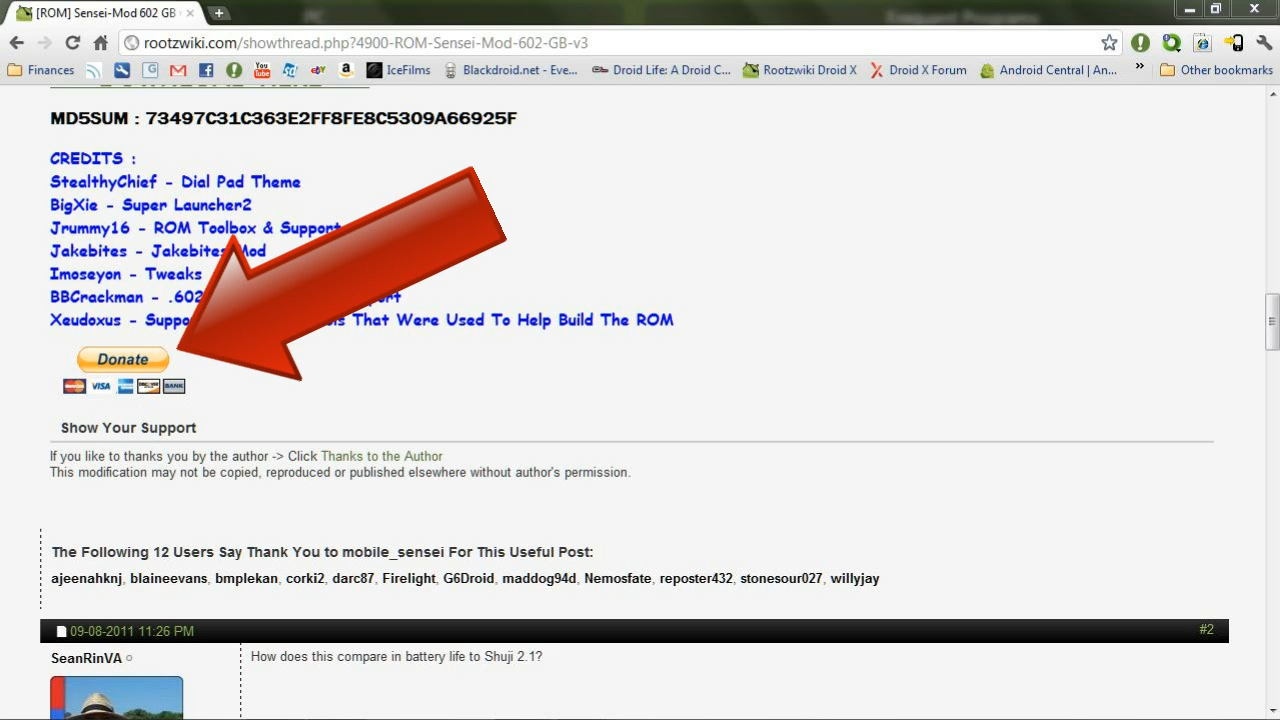 [ROM] Sensei-Mod 602 GB
rootzwiki.com/showthread.php?4900-ROM-Sensei-Mod-602-GB-v3
Finances
You Tube
IceFilms
Blackdroid.net - Eve...
Droid Life: A Droid C...
Rootzwiki Droid X
Droid X Forum
Android Central | An...
Other bookmarks
MD5SUM : 73497C31C363E2FF8FE8C5309A66925F
CREDITS :
StealthyChief - Dial Pad Theme
BigXie - Super Launcher2
Jrummy16 - ROM Toolbox & Support
Jakebites - Jakebites Mod
Imoseyon - Tweaks
BBCrackman - .602
Xeudoxus - That Were Used To Help Build The ROM
Donate
VISA
BANK
Show Your Support
If you like to thanks you by the author -> Click Thanks to the Author
This modification may not be copied, reproduced or published elsewhere without author's permission.
The Following 12 Users Say Thank You to mobile_sensei For This Useful Post:
ajeenahknj, blaineevans, bmplekan, corki2, darc87, Firelight, G6Droid, maddog94d, Nemosfate, reposter432, stonesour027, willyjay
09-08-2011 11:26 PM
#2
SeanRinVA
How does this compare in battery life to Shuji 2.1?